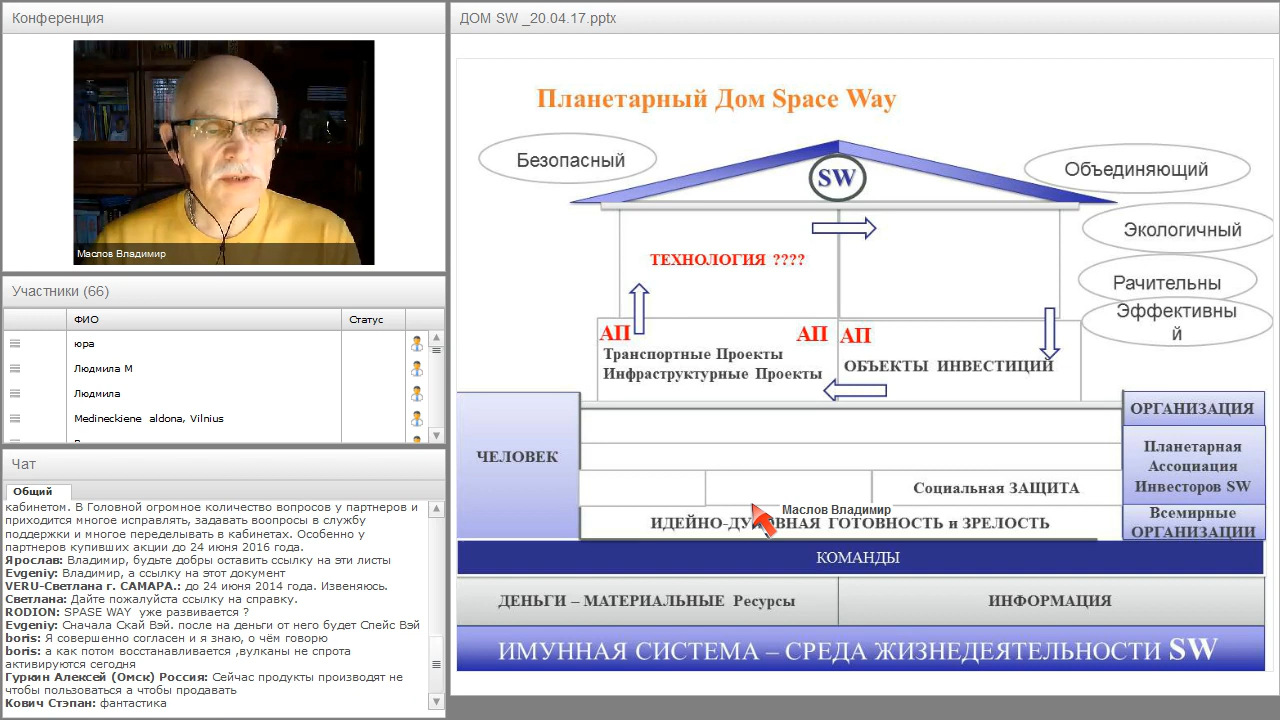 Конференция
Маслов Владимир
Участники (66)
ФИО
Статус
юра
Людмила М
Людмила
Medineckiene aldona, Vilnius
Чат
Общий
кабинетом. В Головной огромное количество вопросов у партнеров и
приходится многое исправлять, задавать вопросы в службу
поддержки и многое переделывать в кабинетах. Особенно у
партнеров купивших акции до 24 июня 2016 года.
Ярослав: Владимир, будьте добры оставить ссылку на эти листы
Evgeniy: Владимир, а ссылку на этот документ
VERU-Светлана г. САМАРА.: до 24 июня 2014 года. Извеняюсь.
Светлана: Дайте пожалуйста ссылку на справку.
RODION: SPASE WAY уже развивается ?
Evgeniy: Сначала Скай Вэй. после на деньги от него будет Спейс Вэй
boris: Я совершенно согласен и я знаю, о чём говорю
boris: а как потом восстанавливается ,вулканы не спрота
активируются сегодня
Гуркин Алексей (Омск) Россия: Сейчас продукты производят не
чтобы пользоваться а чтобы продавать
Кович Стэпан: фантастика
ДОМ SW _20.04.17.pptx
Планетарный Дом Space Way
Безопасный
SW
Объединяющий
Экологичный
Рачительны
Эффективны
й
ТЕХНОЛОГИЯ ????
АП
АП
АП
Транспортные Проекты
Инфраструктурные Проекты
ОБЪЕКТЫ ИНВЕСТИЦИЙ
ЧЕЛОВЕК
ОРГАНИЗАЦИЯ
Планетарная
Ассоциация
Инвесторов SW
Социальная ЗАЩИТА
Маслов Владимир
Всемирные
ОРГАНИЗАЦИИ
ИДЕЙНО-ДУХОВНАЯ ГОТОВНОСТЬ и ЗРЕЛОСТЬ
КОМАНДЫ
ДЕНЬГИ – МАТЕРИАЛЬНЫЕ Ресурсы
ИНФОРМАЦИЯ
ИМУННАЯ СИСТЕМА – СРЕДА ЖИЗНЕДЕЯТЕЛЬНОСТИ SW